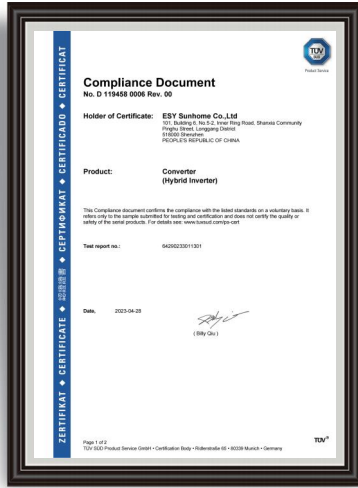 TÜV
SÜD
Product Service
Compliance Document
No. D 119458 0006 Rev. 00
Holder of Certificate: ESY Sunhome Co.,Ltd
101, Building 6, No.5-2, Inner Ring Road, Shanxia Community
Pinghu Street, Longgang District
518000 Shenzhen
PEOPLE'S REPUBLIC OF CHINA
Product: Converter
(Hybrid Inverter)
This Compliance document confirms the compliance with the listed standards on a voluntary basis. It
refers only to the sample submitted for testing and certification and does not certify the quality or
safety of the serial products. For details see: www.tuvsud.com/ps-cert
Test report no.: 64290233011301
Date, 2023-04-28
( Billy Qiu )
Page 1 of 2
TÜV SÜD Product Service GmbH • Certification Body • Ridlerstraße 65 • 80339 Munich • Germany
TÜV®
ZERTIFIKAT ◆ CERTIFICATE ◆ 認證證書 ◆ СЕРТИФИКАТ ◆ CERTIFICADO ◆ CERTIFICAT